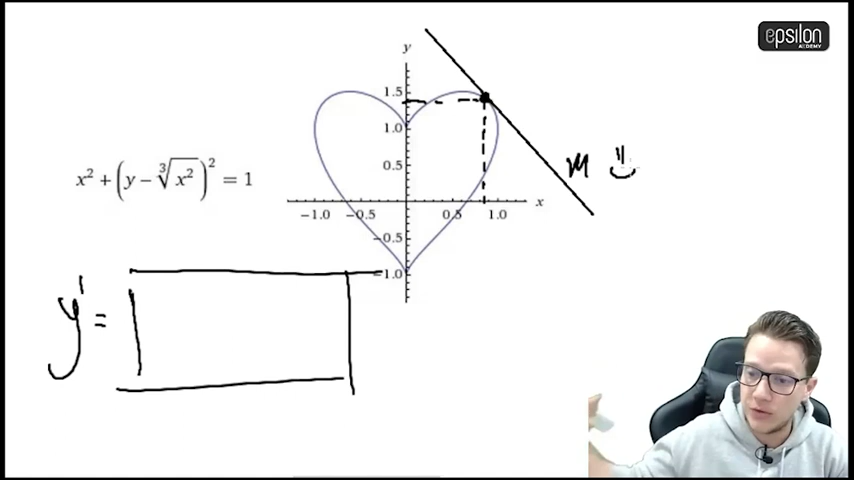 epsilon
ACADEMY
y
1.5
1.0
0.5
x² + (y − ∛x²)² = 1
m
−1.0 −0.5 0.5 1.0 x
−0.5
−1.0
y' =